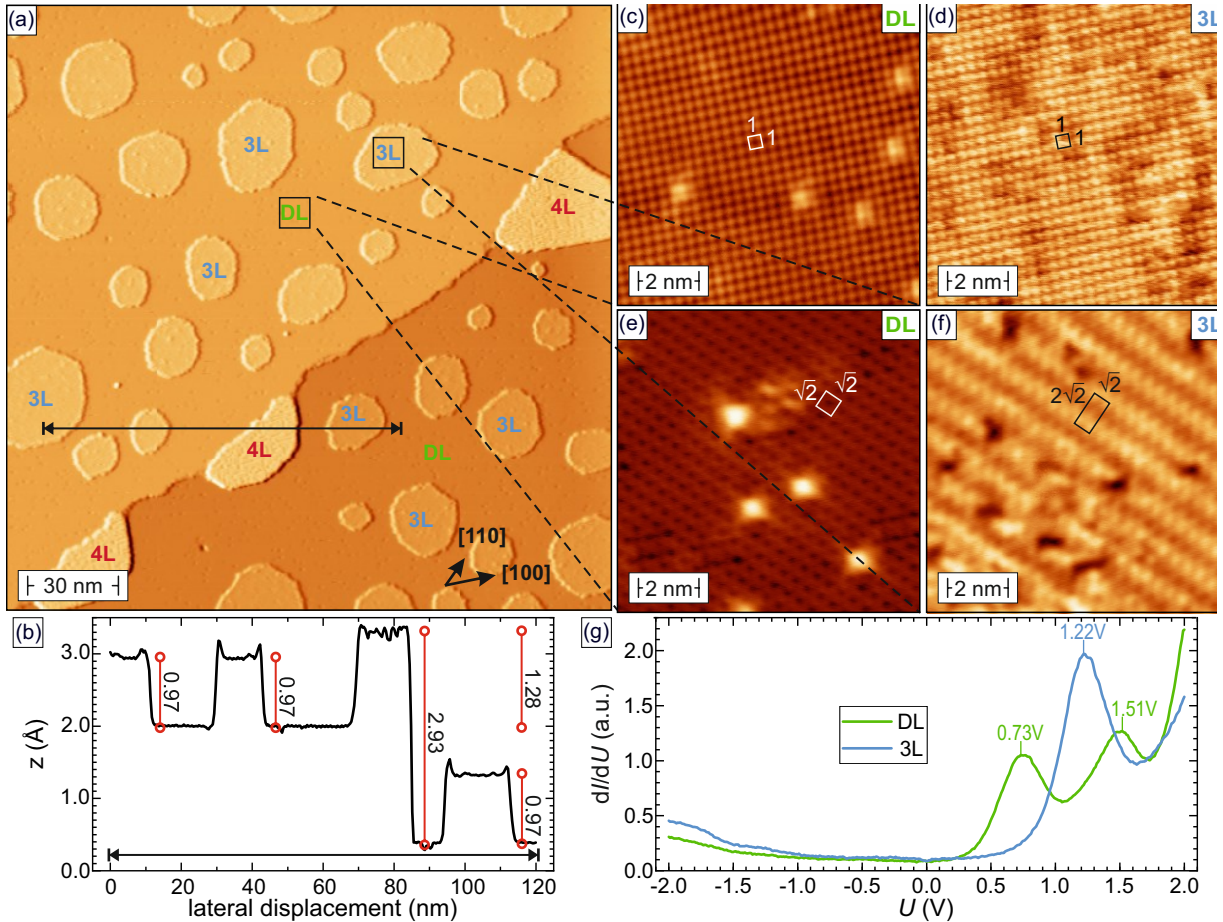 (a)
3L
3L
DL
4L
3L
3L
3L
DL
3L
4L
3L
4L
[110]
[100]
30 nm
(c)
DL
1
1
2 nm
(d)
3L
1
1
2 nm
(e)
DL
√2
√2
2 nm
(f)
3L
2√2
√2
2 nm
(b)
z (Å)
3.0
2.0
1.0
0.0
0.97
0.97
2.93
1.28
0.97
0
20
40
60
80
100
120
lateral displacement (nm)
(g)
dI/dU (a.u.)
2.0
1.5
1.0
0.5
0.0
DL
3L
0.73V
1.22V
1.51V
-2.0
-1.5
-1.0
-0.5
0.0
0.5
1.0
1.5
2.0
U (V)